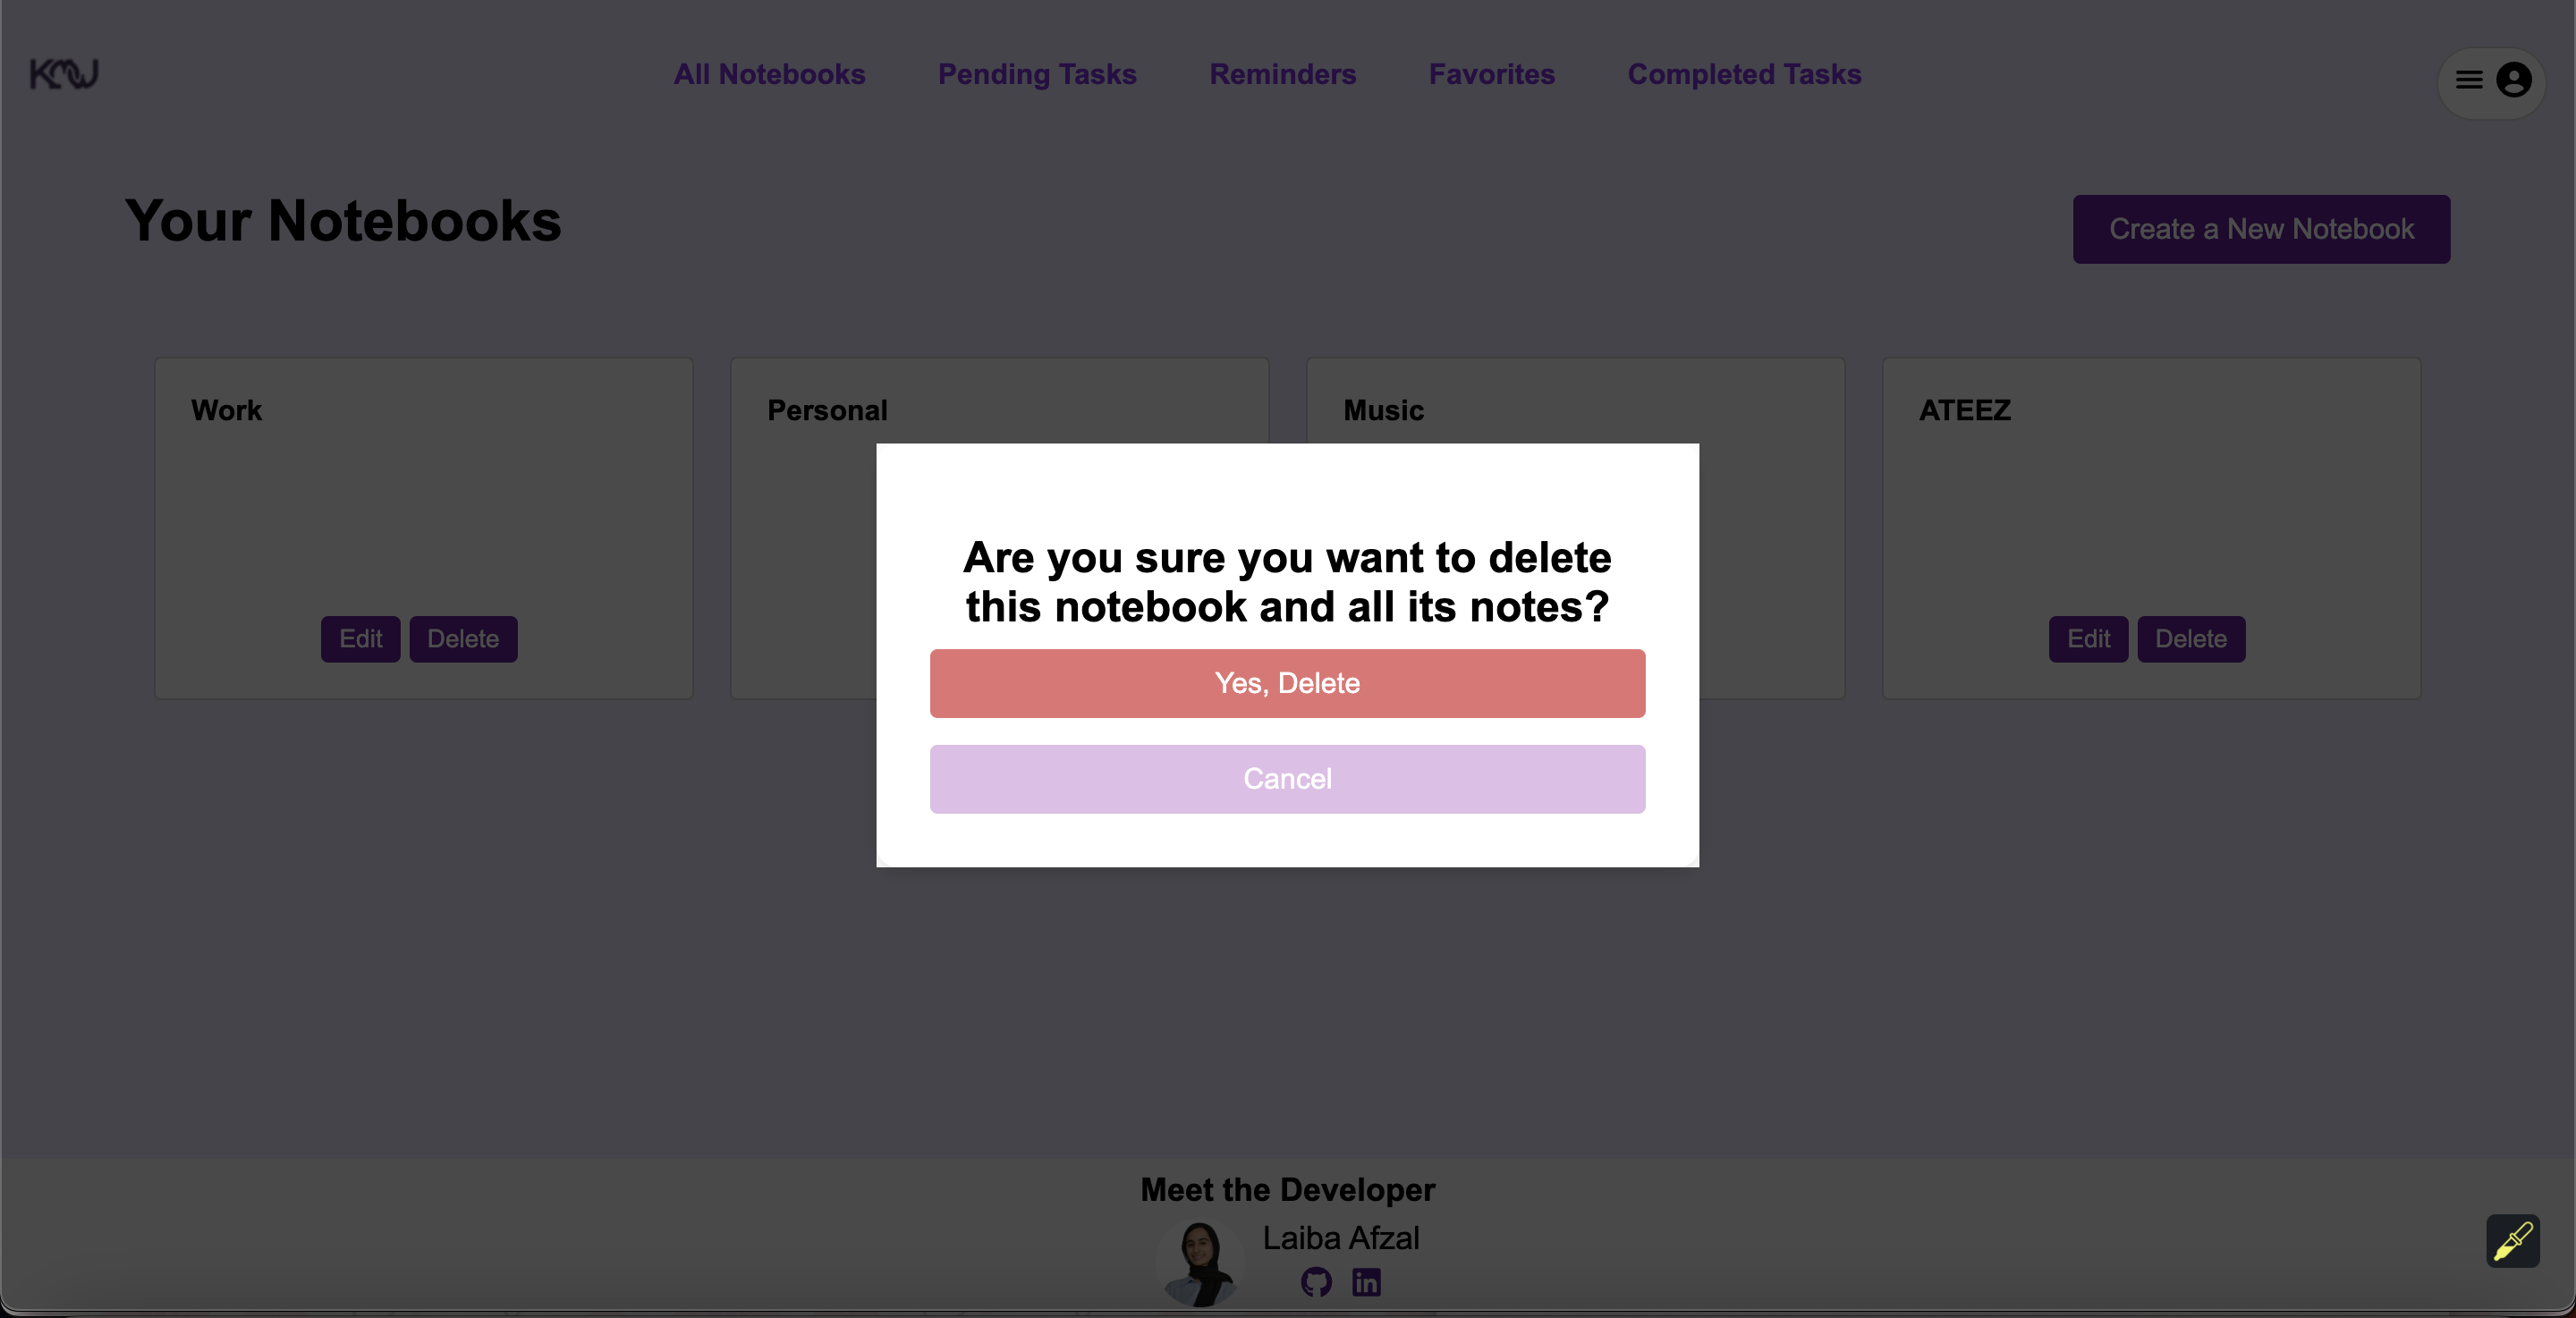 All Notebooks Pending Tasks Reminders Favorites Completed Tasks
Your Notebooks
Create a New Notebook
Work
Personal
Music
ATEEZ
Are you sure you want to delete
this notebook and all its notes?
Edit Delete
Edit Delete
Yes, Delete
Cancel
Meet the Developer
Laiba Afzal
in